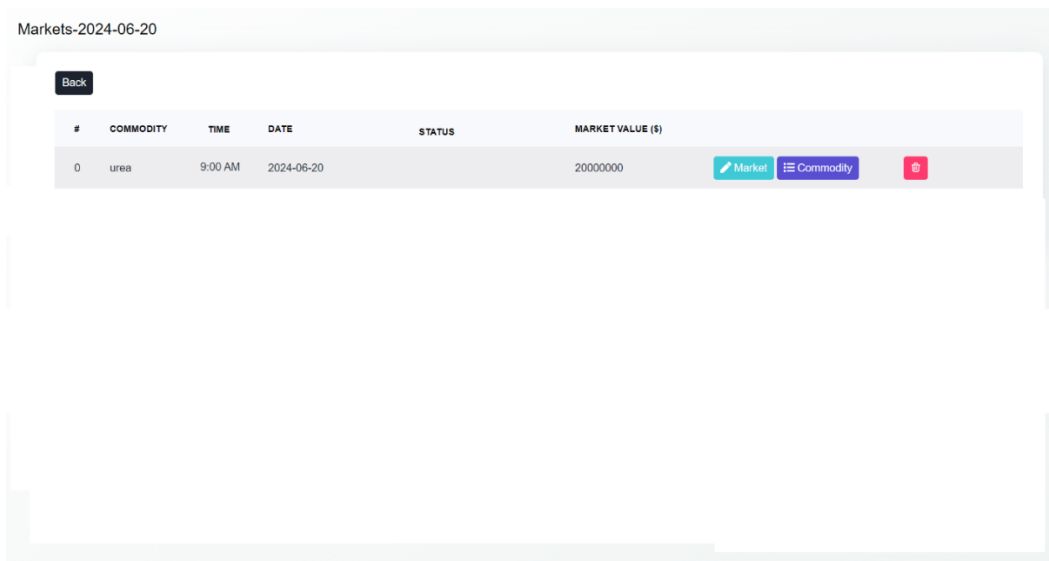 Markets-2024-06-20
Back
# COMMODITY TIME DATE STATUS MARKET VALUE ($)
0 urea 9:00 AM 2024-06-20 20000000 Market Commodity